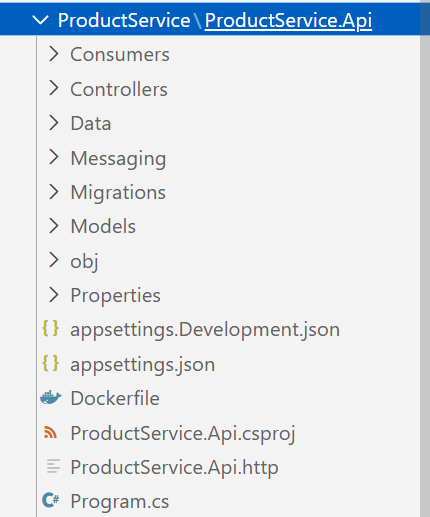 ProductService\ProductService.Api
Consumers
Controllers
Data
Messaging
Migrations
Models
obj
Properties
{} appsettings.Development.json
{} appsettings.json
Dockerfile
ProductService.Api.csproj
ProductService.Api.http
C# Program.cs